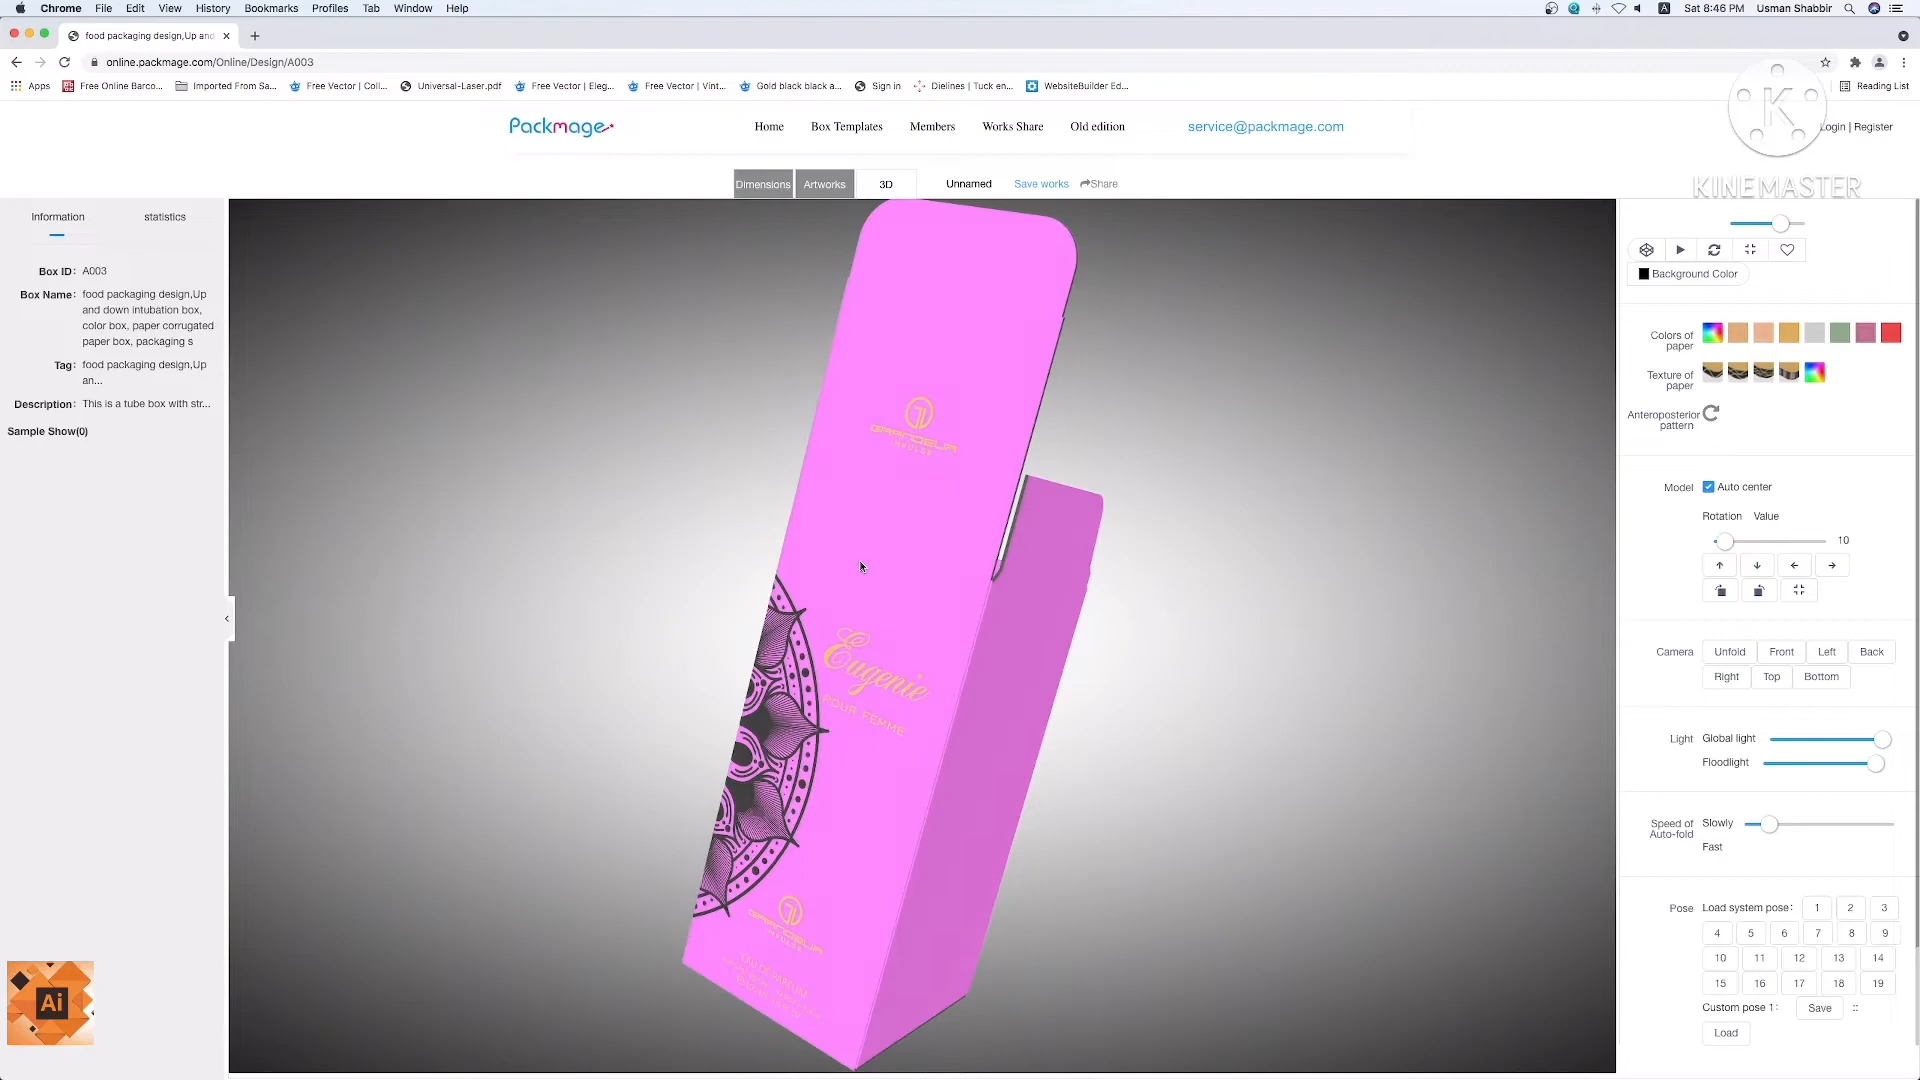 Chrome File Edit View History Bookmarks Profiles Tab Window Help
A Sat 8:46 PM Usman Shabbir
food packaging design,Up and
online.packmage.com/Online/Design/A003
Apps Free Online Barco... Imported From Sa... Free Vector | Coll... Universal-Laser.pdf Free Vector | Eleg... Free Vector | Vint... Gold black black a... Sign in Dielines | Tuck en... WebsiteBuilder Ed... Reading List
Packmage
Home Box Templates Members Works Share Old edition service@packmage.com
Login | Register
K
KINEMASTER
Dimensions Artworks 3D Unnamed Save works Share
Information statistics
Box ID: A003
Box Name: food packaging design,Up
and down intubation box,
color box, paper corrugated
paper box, packaging s
Tag: food packaging design,Up
an...
Description: This is a tube box with str...
Sample Show(0)
GRANDEUR
IMPULSE
Eugenie
POUR FEMME
GRANDEUR
IMPULSE
EAU DE PARFUM
Ai
Background Color
Colors of
paper
Texture of
paper
Anteroposterior
pattern
Model Auto center
Rotation Value
10
Camera Unfold Front Left Back
Right Top Bottom
Light Global light
Floodlight
Speed of
Auto-fold
Slowly
Fast
Pose Load system pose: 1 2 3
4 5 6 7 8 9
10 11 12 13 14
15 16 17 18 19
Custom pose 1: Save ::
Load